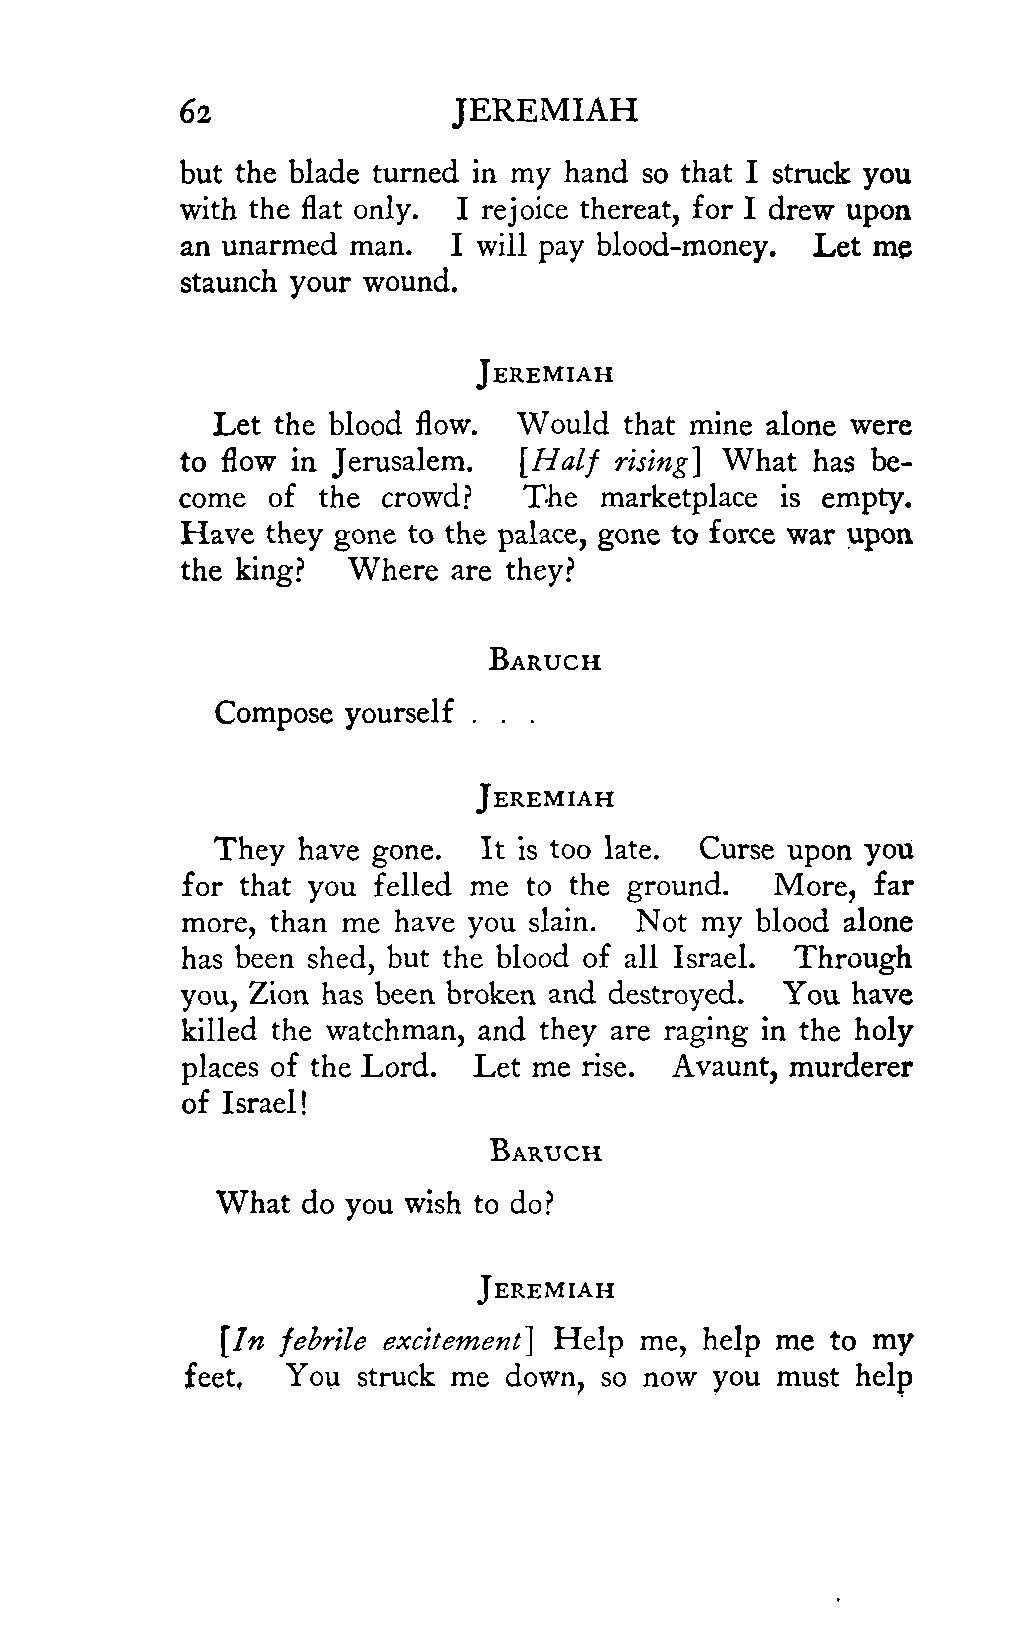 62 JEREMIAH
but the blade turned in my hand so that I struck you
with the flat only. I rejoice thereat, for I drew upon
an unarmed man. I will pay blood-money. Let me
staunch your wound.
JEREMIAH
Let the blood flow. Would that mine alone were
to flow in Jerusalem. [Half rising] What has be-
come of the crowd? The marketplace is empty.
Have they gone to the palace, gone to force war upon
the king? Where are they?
BARUCH
Compose yourself . . .
JEREMIAH
They have gone. It is too late. Curse upon you
for that you felled me to the ground. More, far
more, than me have you slain. Not my blood alone
has been shed, but the blood of all Israel. Through
you, Zion has been broken and destroyed. You have
killed the watchman, and they are raging in the holy
places of the Lord. Let me rise. Avaunt, murderer
of Israel!
BARUCH
What do you wish to do?
JEREMIAH
[In febrile excitement] Help me, help me to my
feet. You struck me down, so now you must help